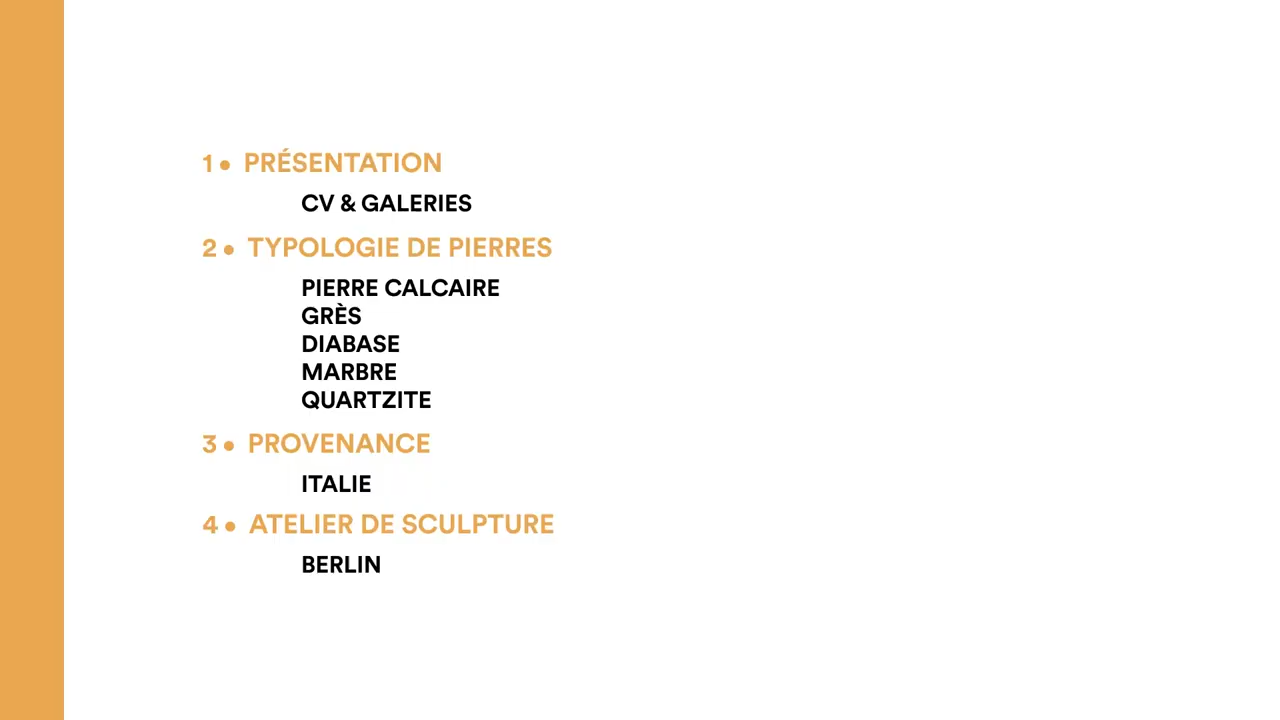 1 • PRÉSENTATION
CV & GALERIES
2 • TYPOLOGIE DE PIERRES
PIERRE CALCAIRE
GRÈS
DIABASE
MARBRE
QUARTZITE
3 • PROVENANCE
ITALIE
4 • ATELIER DE SCULPTURE
BERLIN